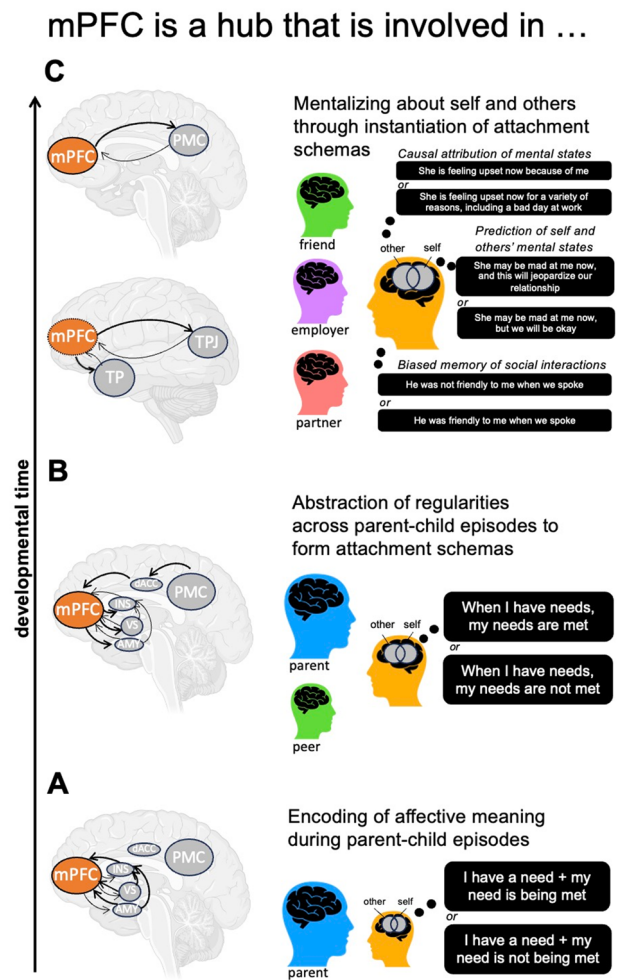 mPFC is a hub that is involved in …
C
mPFC
PMC
Mentalizing about self and others
through instantiation of attachment
schemas
Causal attribution of mental states
She is feeling upset now because of me
or
She is feeling upset now for a variety of
reasons, including a bad day at work
friend
other
self
Prediction of self and
others' mental states
She may be mad at me now,
and this will jeopardize our
relationship
or
She may be mad at me now,
but we will be okay
employer
mPFC
TPJ
TP
Biased memory of social interactions
He was not friendly to me when we spoke
or
He was friendly to me when we spoke
partner
developmental time
B
Abstraction of regularities
across parent-child episodes to
form attachment schemas
dACC
PMC
mPFC
INS
VS
AMY
parent
other
self
When I have needs,
my needs are met
or
When I have needs,
my needs are not met
peer
A
Encoding of affective meaning
during parent-child episodes
dACC
PMC
mPFC
INS
VS
AMY
parent
other
self
I have a need + my
need is being met
or
I have a need + my
need is not being met